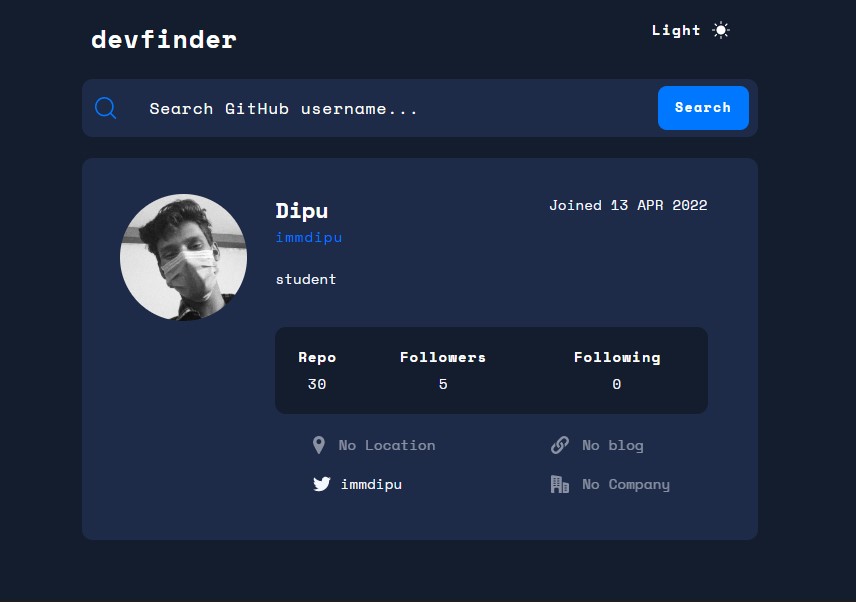 devfinder
Light
Search GitHub username...
Search
Dipu
Joined 13 APR 2022
immdipu
student
Repo Followers Following
30 5 0
No Location No blog
immdipu No Company